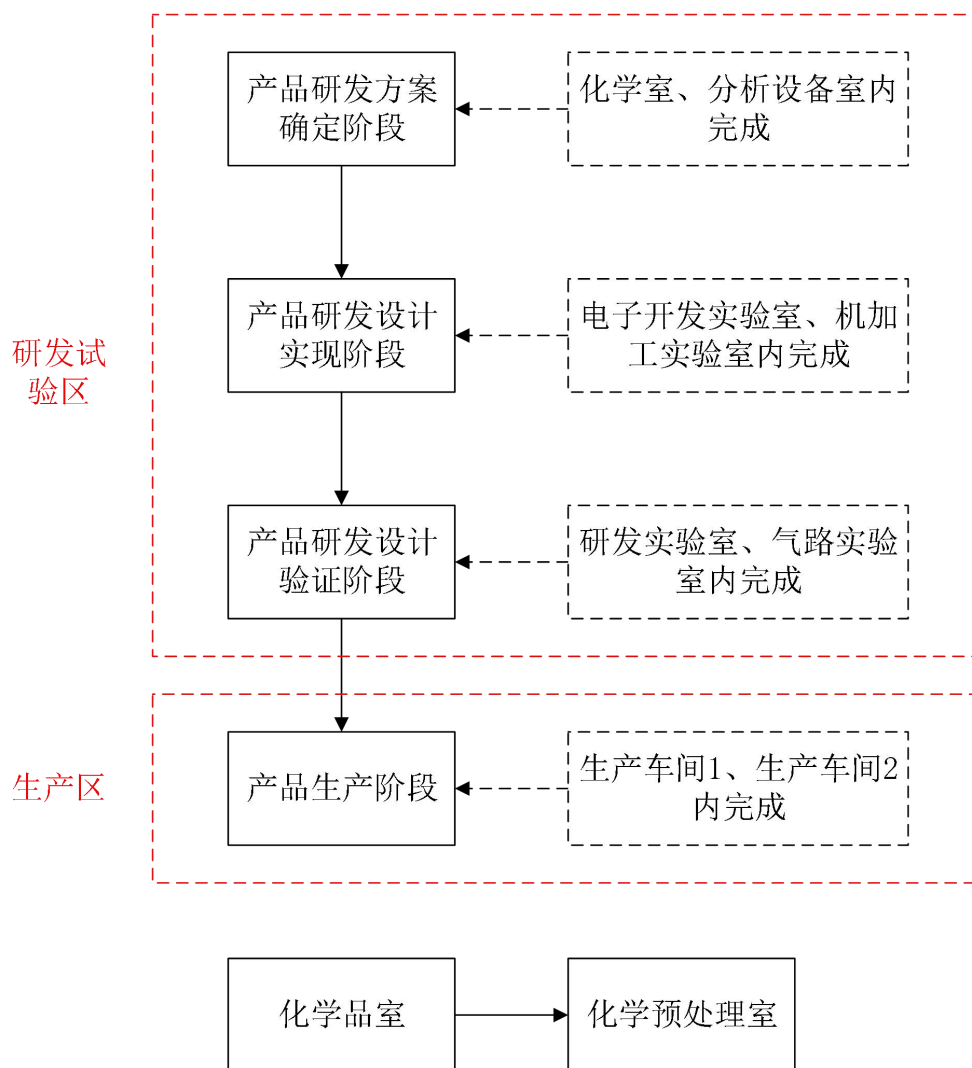 产品研发方案
确定阶段
化学室、分析设备室内
完成
产品研发设计
实现阶段
电子开发实验室、机加
工实验室内完成
研发试
验区
产品研发设计
验证阶段
研发实验室、气路实验
室内完成
生产区
产品生产阶段
生产车间1、生产车间2
内完成
化学品室
化学预处理室